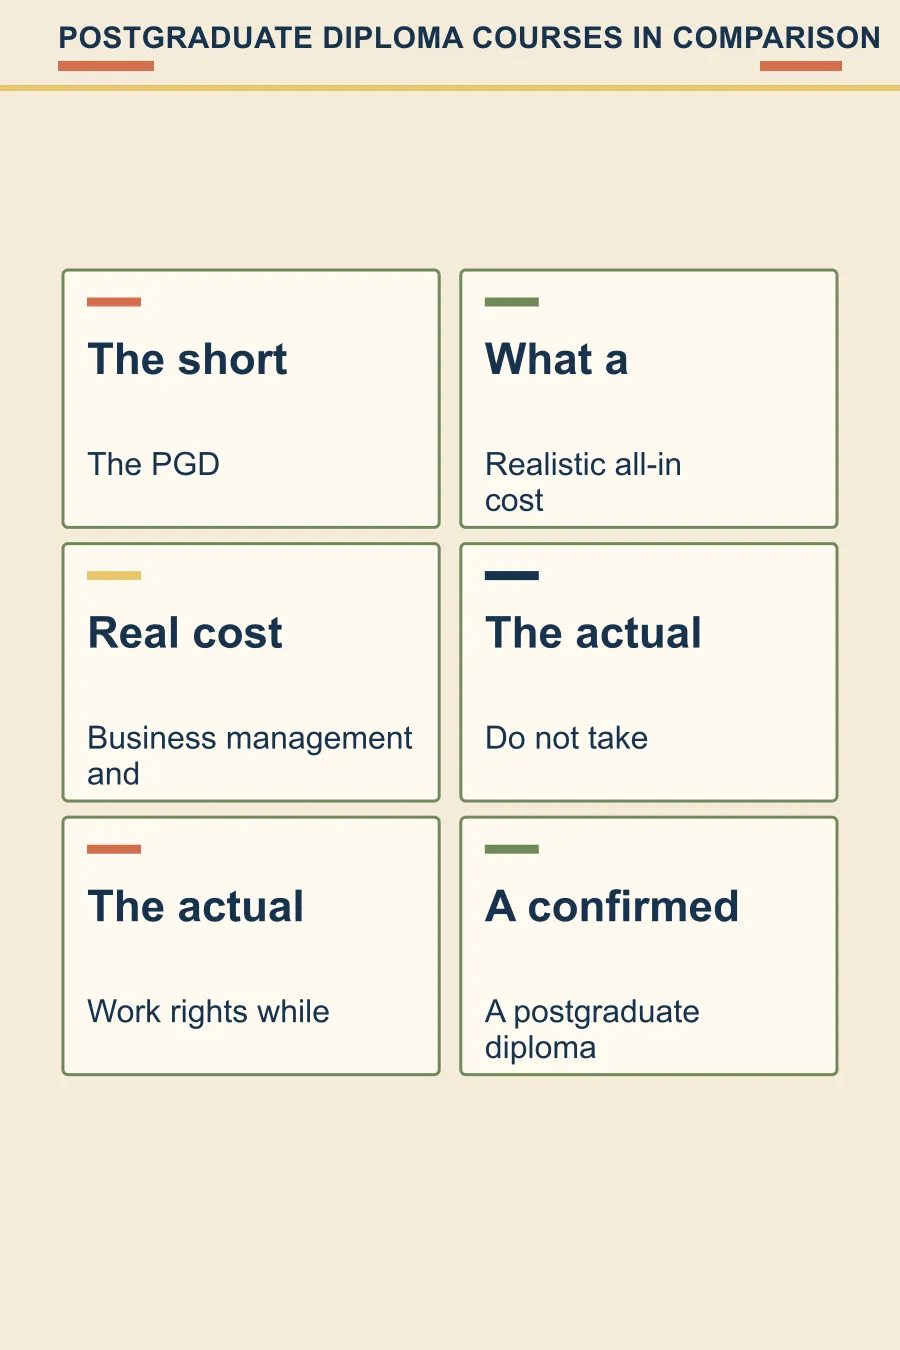 POSTGRADUATE DIPLOMA COURSES IN COMPARISON
The short
The PGD
What a
Realistic all-in
cost
Real cost
Business management
and
The actual
Do not take
The actual
Work rights while
A confirmed
A postgraduate
diploma